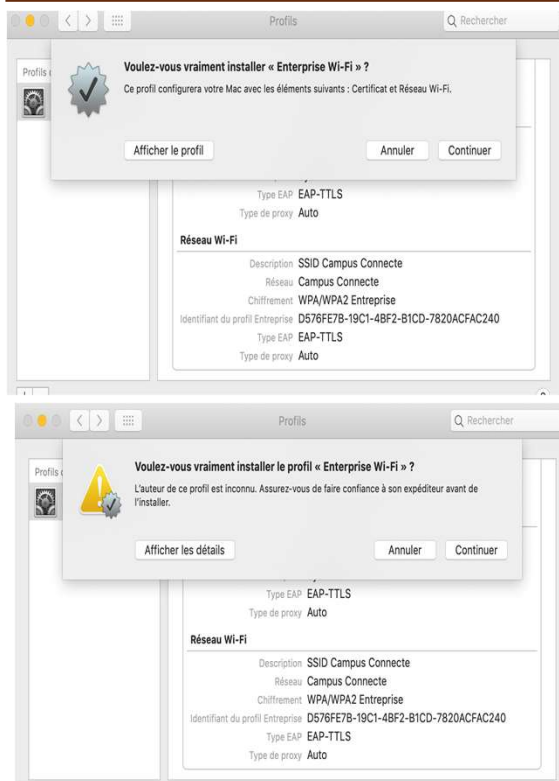 Profils
Rechercher
Profils
Voulez-vous vraiment installer « Enterprise Wi-Fi » ?
Ce profil configurera votre Mac avec les éléments suivants : Certificat et Réseau Wi-Fi.
Afficher le profil
Annuler
Continuer
Type EAP EAP-TTLS
Type de proxy Auto
Réseau Wi-Fi
Description SSID Campus Connecte
Réseau Campus Connecte
Chiffrement WPA/WPA2 Entreprise
Identifiant du profil Entreprise D576FE7B-19C1-4BF2-B1CD-7820ACFAC240
Type EAP EAP-TTLS
Type de proxy Auto
Profils
Rechercher
Profils
Voulez-vous vraiment installer le profil « Enterprise Wi-Fi » ?
L'auteur de ce profil est inconnu. Assurez-vous de faire confiance à son expéditeur avant de
l'installer.
Afficher les détails
Annuler
Continuer
Type EAP EAP-TTLS
Type de proxy Auto
Réseau Wi-Fi
Description SSID Campus Connecte
Réseau Campus Connecte
Chiffrement WPA/WPA2 Entreprise
Identifiant du profil Entreprise D576FE7B-19C1-4BF2-B1CD-7820ACFAC240
Type EAP EAP-TTLS
Type de proxy Auto